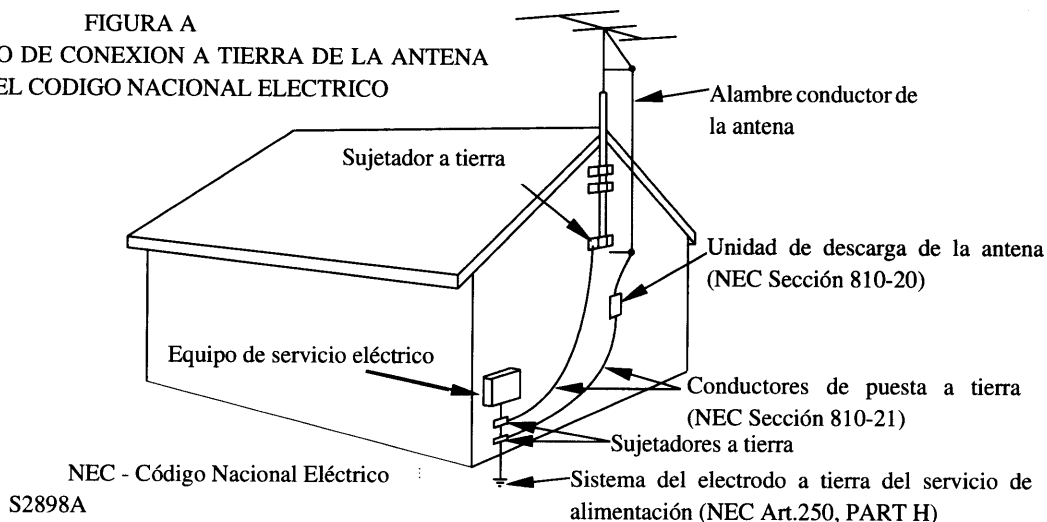 FIGURA A
O DE CONEXION A TIERRA DE LA ANTENA
EL CODIGO NACIONAL ELECTRICO
Alambre conductor de
la antena
Sujetador a tierra
Unidad de descarga de la antena
(NEC Sección 810-20)
Equipo de servicio eléctrico
Conductores de puesta a tierra
(NEC Sección 810-21)
Sujetadores a tierra
NEC - Código Nacional Eléctrico
Sistema del electrodo a tierra del servicio de
alimentación (NEC Art.250, PART H)
S2898A